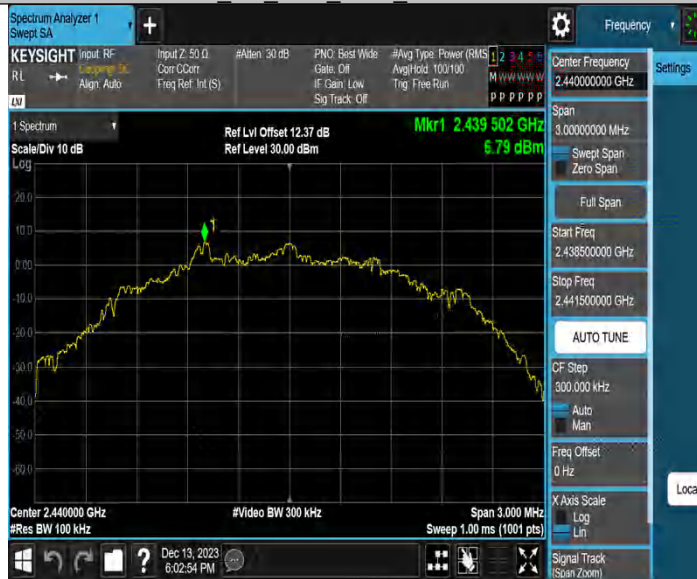 Spectrum Analyzer 1
Swept SA
+
Frequency
KEYSIGHT
Input: RF
Coupling: DC
Align: Auto
RL
Input Z: 50 Ω
Corr CCorr
Freq Ref: Int (S)
#Atten: 30 dB
PNO: Best Wide
Gate: Off
IF Gain: Low
Sig Track: Off
#Avg Type: Power (RMS
Avg|Hold: 100/100
Trig: Free Run
1 2 3 4 5 6
M W W W W W
P P P P P P
LXI
1 Spectrum
Scale/Div 10 dB
Log
Ref Lvl Offset 12.37 dB
Ref Level 30.00 dBm
Mkr1 2.439 502 GHz
6.79 dBm
20.0
10.0
0.00
-10.0
-30.0
-40.0
-50.0
-60.0
1
Center 2.440000 GHz
#Res BW 100 kHz
#Video BW 300 kHz
Span 3.000 MHz
Sweep 1.00 ms (1001 pts)
?
Dec 13, 2023
6:02:54 PM
Center Frequency
2.440000000 GHz
Settings
Span
3.00000000 MHz
Swept Span
Zero Span
Full Span
Start Freq
2.438500000 GHz
Stop Freq
2.441500000 GHz
AUTO TUNE
CF Step
300.000 kHz
Auto
Man
Freq Offset
0 Hz
X Axis Scale
Log
Lin
Loca
Signal Track
(Span Zoom)